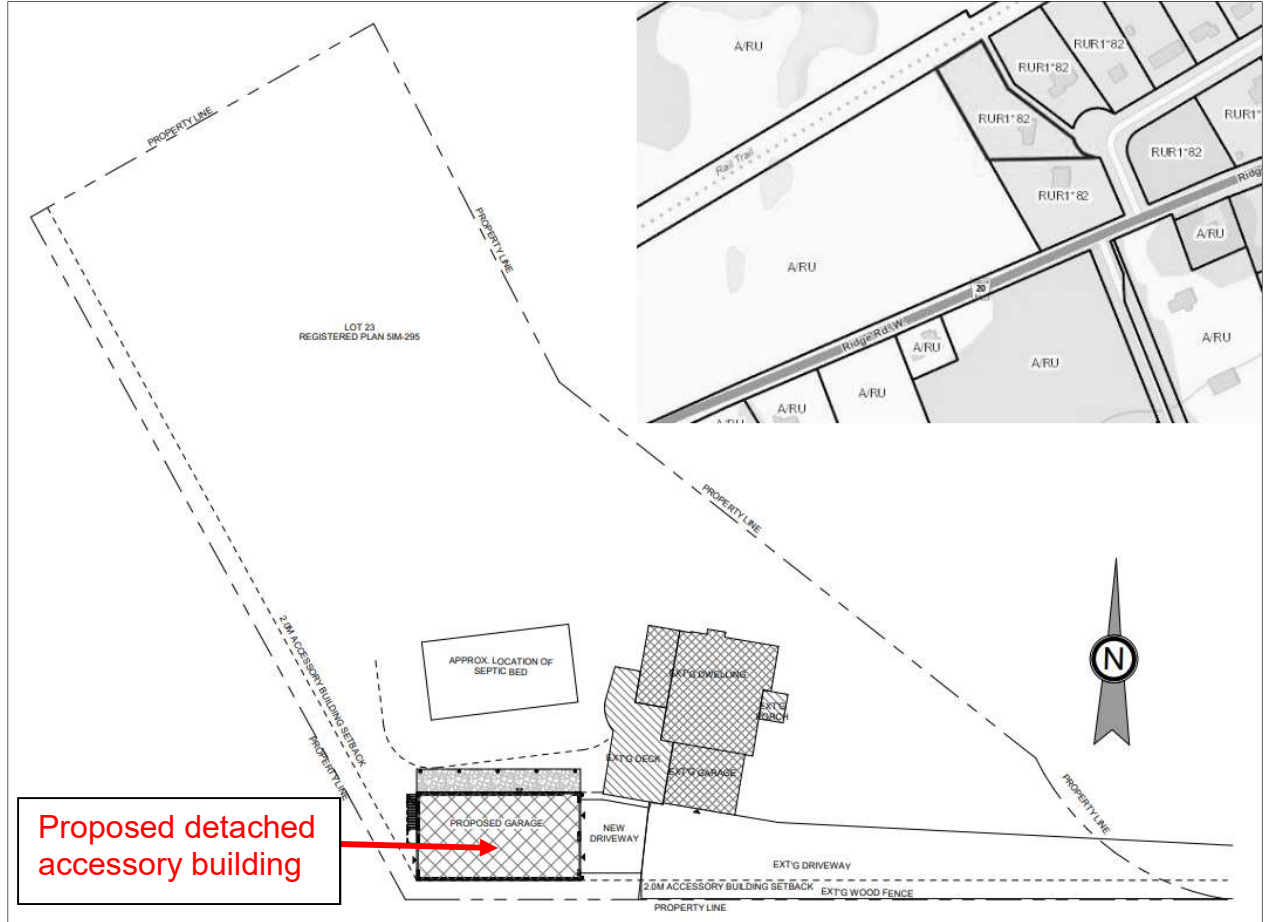 A/RU
RUR1*82
RUR1*82
RUR1*82
RUR1*
RUR1*82
Rail Trail
RUR1*82
A/RU
A/RU
20
Ridge Rd. W
A/RU
A/RU
A/RU
A/RU
A/RU
PROPERTY LINE
PROPERTY LINE
LOT 23
REGISTERED PLAN 51M-295
PROPERTY LINE
N
2.0M ACCESSORY BUILDING SETBACK
PROPERTY LINE
APPROX. LOCATION OF
SEPTIC BED
EXT'G DWELLING
EXT'G
PORCH
EXT'G DECK
EXT'G GARAGE
PROPERTY LINE
Proposed detached
accessory building
PROPOSED GARAGE
NEW
DRIVEWAY
EXT'G DRIVEWAY
2.0M ACCESSORY BUILDING SETBACK
EXT'G WOOD FENCE
PROPERTY LINE